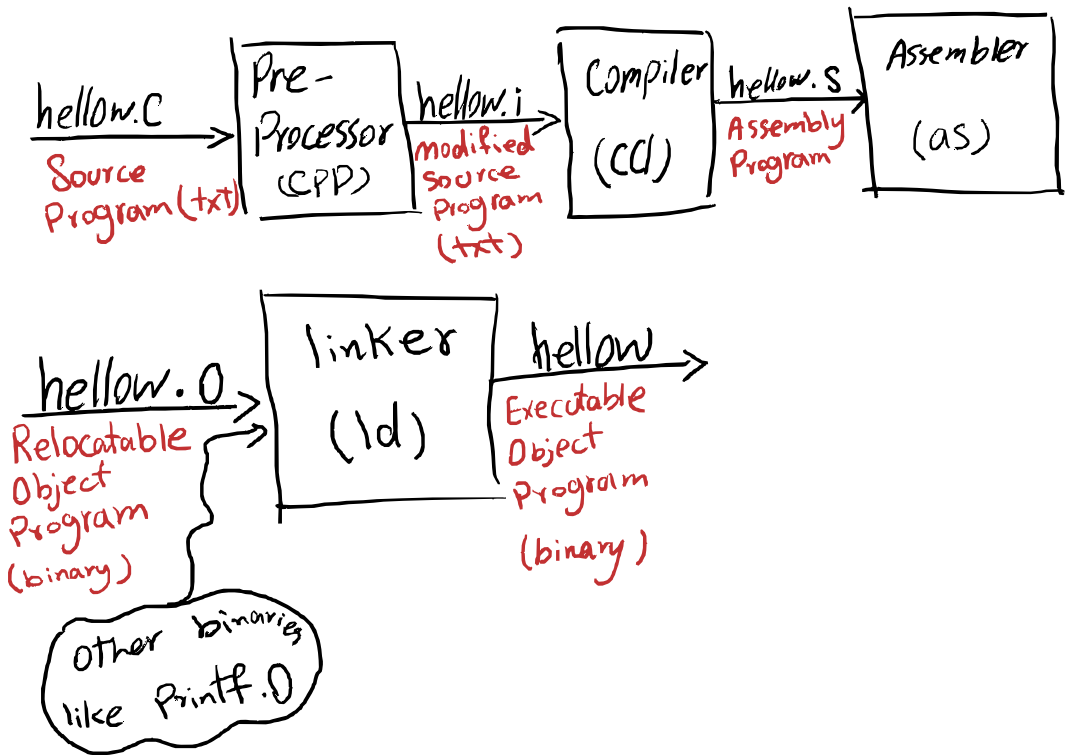 hellow.c
Source
Program (txt)
Pre-
Processor
(CPP)
hellow.i
modified
source
Program
(txt)
Compiler
(ccl)
hellow.s
Assembly
Program
Assembler
(as)
hellow.o
Relocatable
Object
Program
(binary)
linker
(ld)
hellow
Executable
Object
Program
(binary)
other binaries
like printf.o